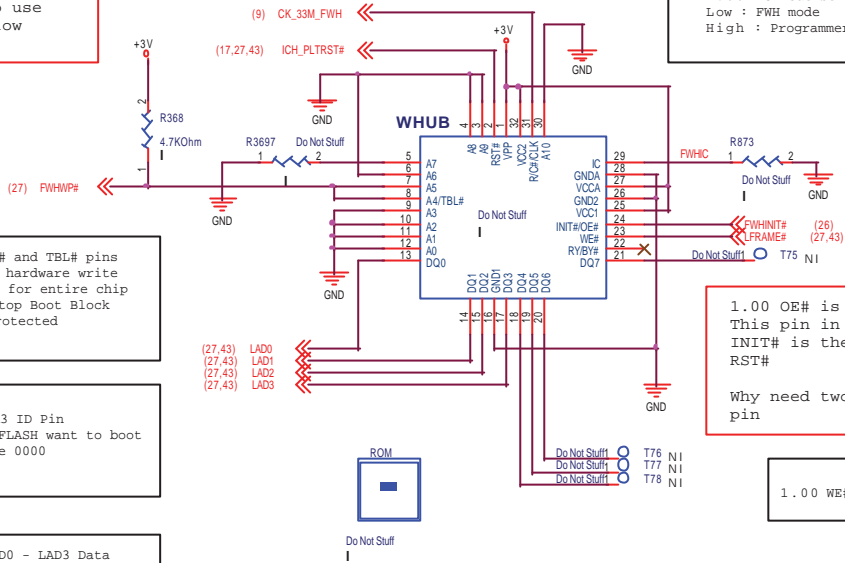 o use
ow
(9) CK_33M_FWH
(17,27,43) ICH_PLTRST#
+3V
+3V
GND
Low : FWH mode
High : Programmer
R368
4.7KOhm
I
2
1
GND
WHUB
R3697 Do Not Stuff
1 2
I
(27) FWHWP#
GND
4 3 2 1 32 31 30
A8 A9 RST# VPP VCC2 R/C#/CLK A10
5 A7
6 A6
7 A5
8 A4/TBL#
9 A3
10 A2
11 A1
12 A0
13 DQ0
Do Not Stuff
I
IC 29
GNDA 28
VCCA 27
GND2 26
VCC1 25
INIT#/OE# 24
WE# 23
RY/BY# 22
DQ7 21
DQ1 DQ2 GND1 DQ3 DQ4 DQ5 DQ6
14 15 16 17 18 19 20
FWHIC
R873
1 2
Do Not Stuff
I
GND
FWHINIT# (26)
LFRAME# (27,43)
Do Not Stuff1 T75 NI
GND
# and TBL# pins
hardware write
for entire chip
top Boot Block
rotected
(27,43) LAD0
(27,43) LAD1
(27,43) LAD2
(27,43) LAD3
1.00 OE# is
This pin in
INIT# is the
RST#
Why need two
pin
GND
3 ID Pin
FLASH want to boot
e 0000
ROM
Do Not Stuff
I
Do Not Stuff1 T76 NI
Do Not Stuff1 T77 NI
Do Not Stuff1 T78 NI
1.00 WE#
D0 - LAD3 Data